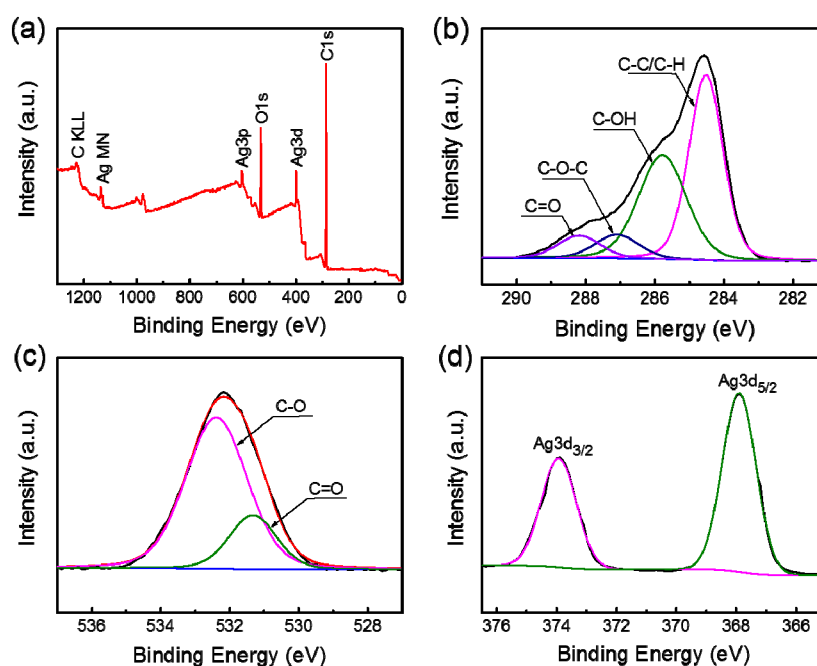 (a)
C KLL
Ag MN
Ag3p
O1s
Ag3d
C1s
Intensity (a.u.)
1200 1000 800 600 400 200 0
Binding Energy (eV)
(b)
C-C/C-H
C-OH
C-O-C
C=O
Intensity (a.u.)
290 288 286 284 282
Binding Energy (eV)
(c)
C-O
C=O
Intensity (a.u.)
536 534 532 530 528
Binding Energy (eV)
(d)
Ag3d5/2
Ag3d3/2
Intensity (a.u.)
376 374 372 370 368 366
Binding Energy (eV)